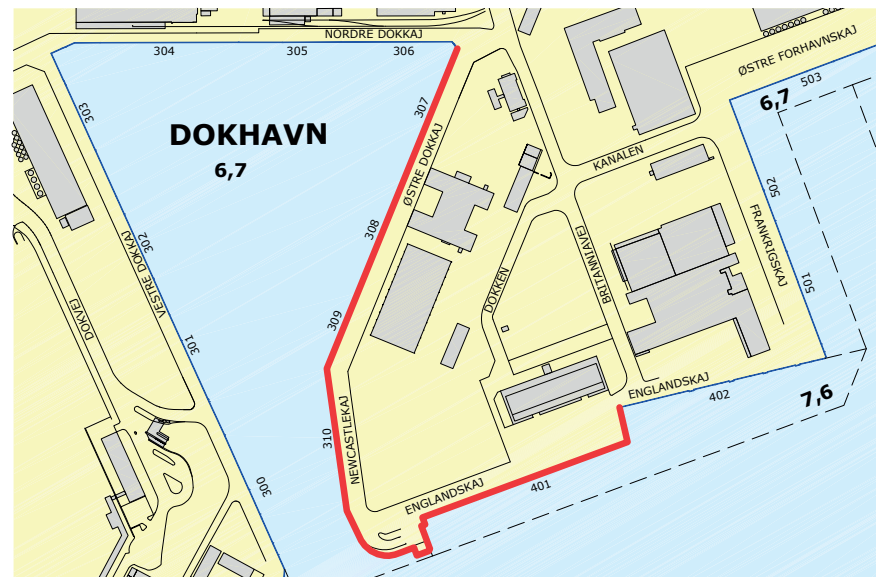 304
305
306
NORDRE DOKKAJ
ØSTRE FORHAVNSKAJ
503
6,7
303
307
DOKHAVN
6,7
KANALEN
ØSTRE DOKKAJ
502
308
302
VESTRE DOKKAJ
FRANKRIGSKAJ
BRITANNIAVEJ
DOKKEN
501
309
DOKVEJ
301
ENGLANDSKAJ
402
7,6
310
NEWCASTLEKAJ
300
ENGLANDSKAJ
401